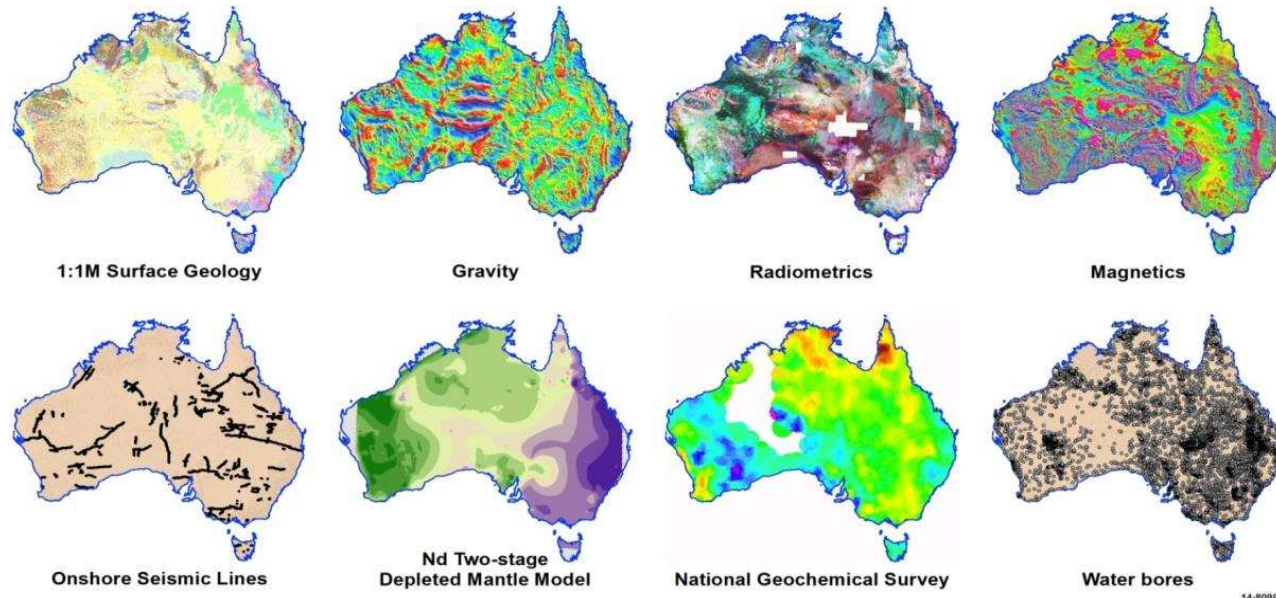 1:1M Surface Geology
Gravity
Radiometrics
Magnetics
Onshore Seismic Lines
Nd Two-stage
Depleted Mantle Model
National Geochemical Survey
Water bores